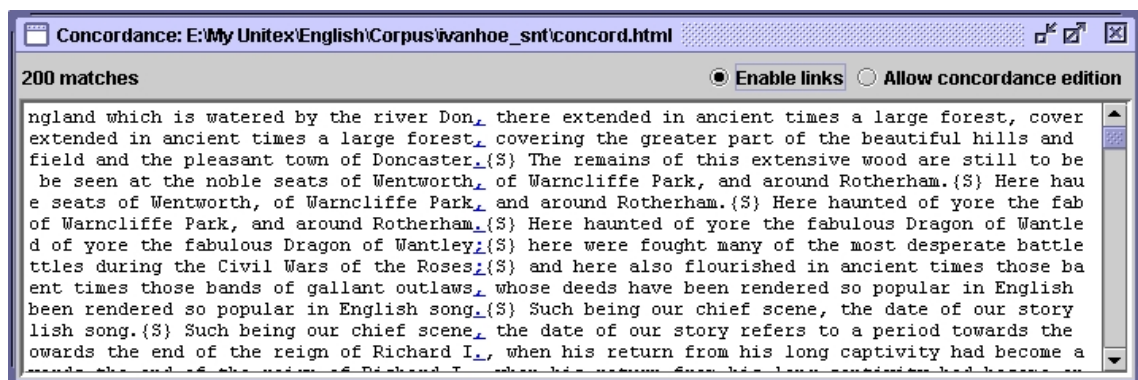 Concordance: E:\My Unitex\English\Corpus\ivanhoe_snt\concord.html
200 matches Enable links Allow concordance edition
ngland which is watered by the river Don, there extended in ancient times a large forest, cover
extended in ancient times a large forest, covering the greater part of the beautiful hills and
field and the pleasant town of Doncaster.{S} The remains of this extensive wood are still to be
be seen at the noble seats of Wentworth, of Warncliffe Park, and around Rotherham.{S} Here hau
e seats of Wentworth, of Warncliffe Park, and around Rotherham.{S} Here haunted of yore the fab
of Warncliffe Park, and around Rotherham.{S} Here haunted of yore the fabulous Dragon of Wantle
d of yore the fabulous Dragon of Wantley;{S} here were fought many of the most desperate battle
ttles during the Civil Wars of the Roses;{S} and here also flourished in ancient times those ba
ent times those bands of gallant outlaws, whose deeds have been rendered so popular in English
been rendered so popular in English song.{S} Such being our chief scene, the date of our story
lish song.{S} Such being our chief scene, the date of our story refers to a period towards the
owards the end of the reign of Richard I., when his return from his long captivity had become a